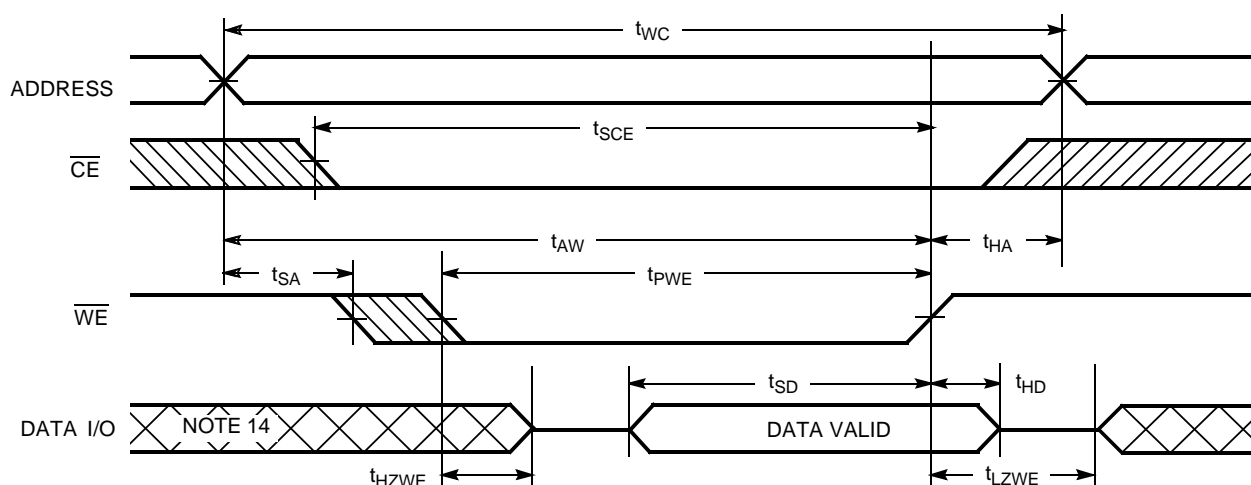 tWC
ADDRESS
tSCE
CE
tAW
tHA
tSA
tPWE
WE
tSD
tHD
DATA I/O
NOTE 14
DATA VALID
tHZWE
tLZWE